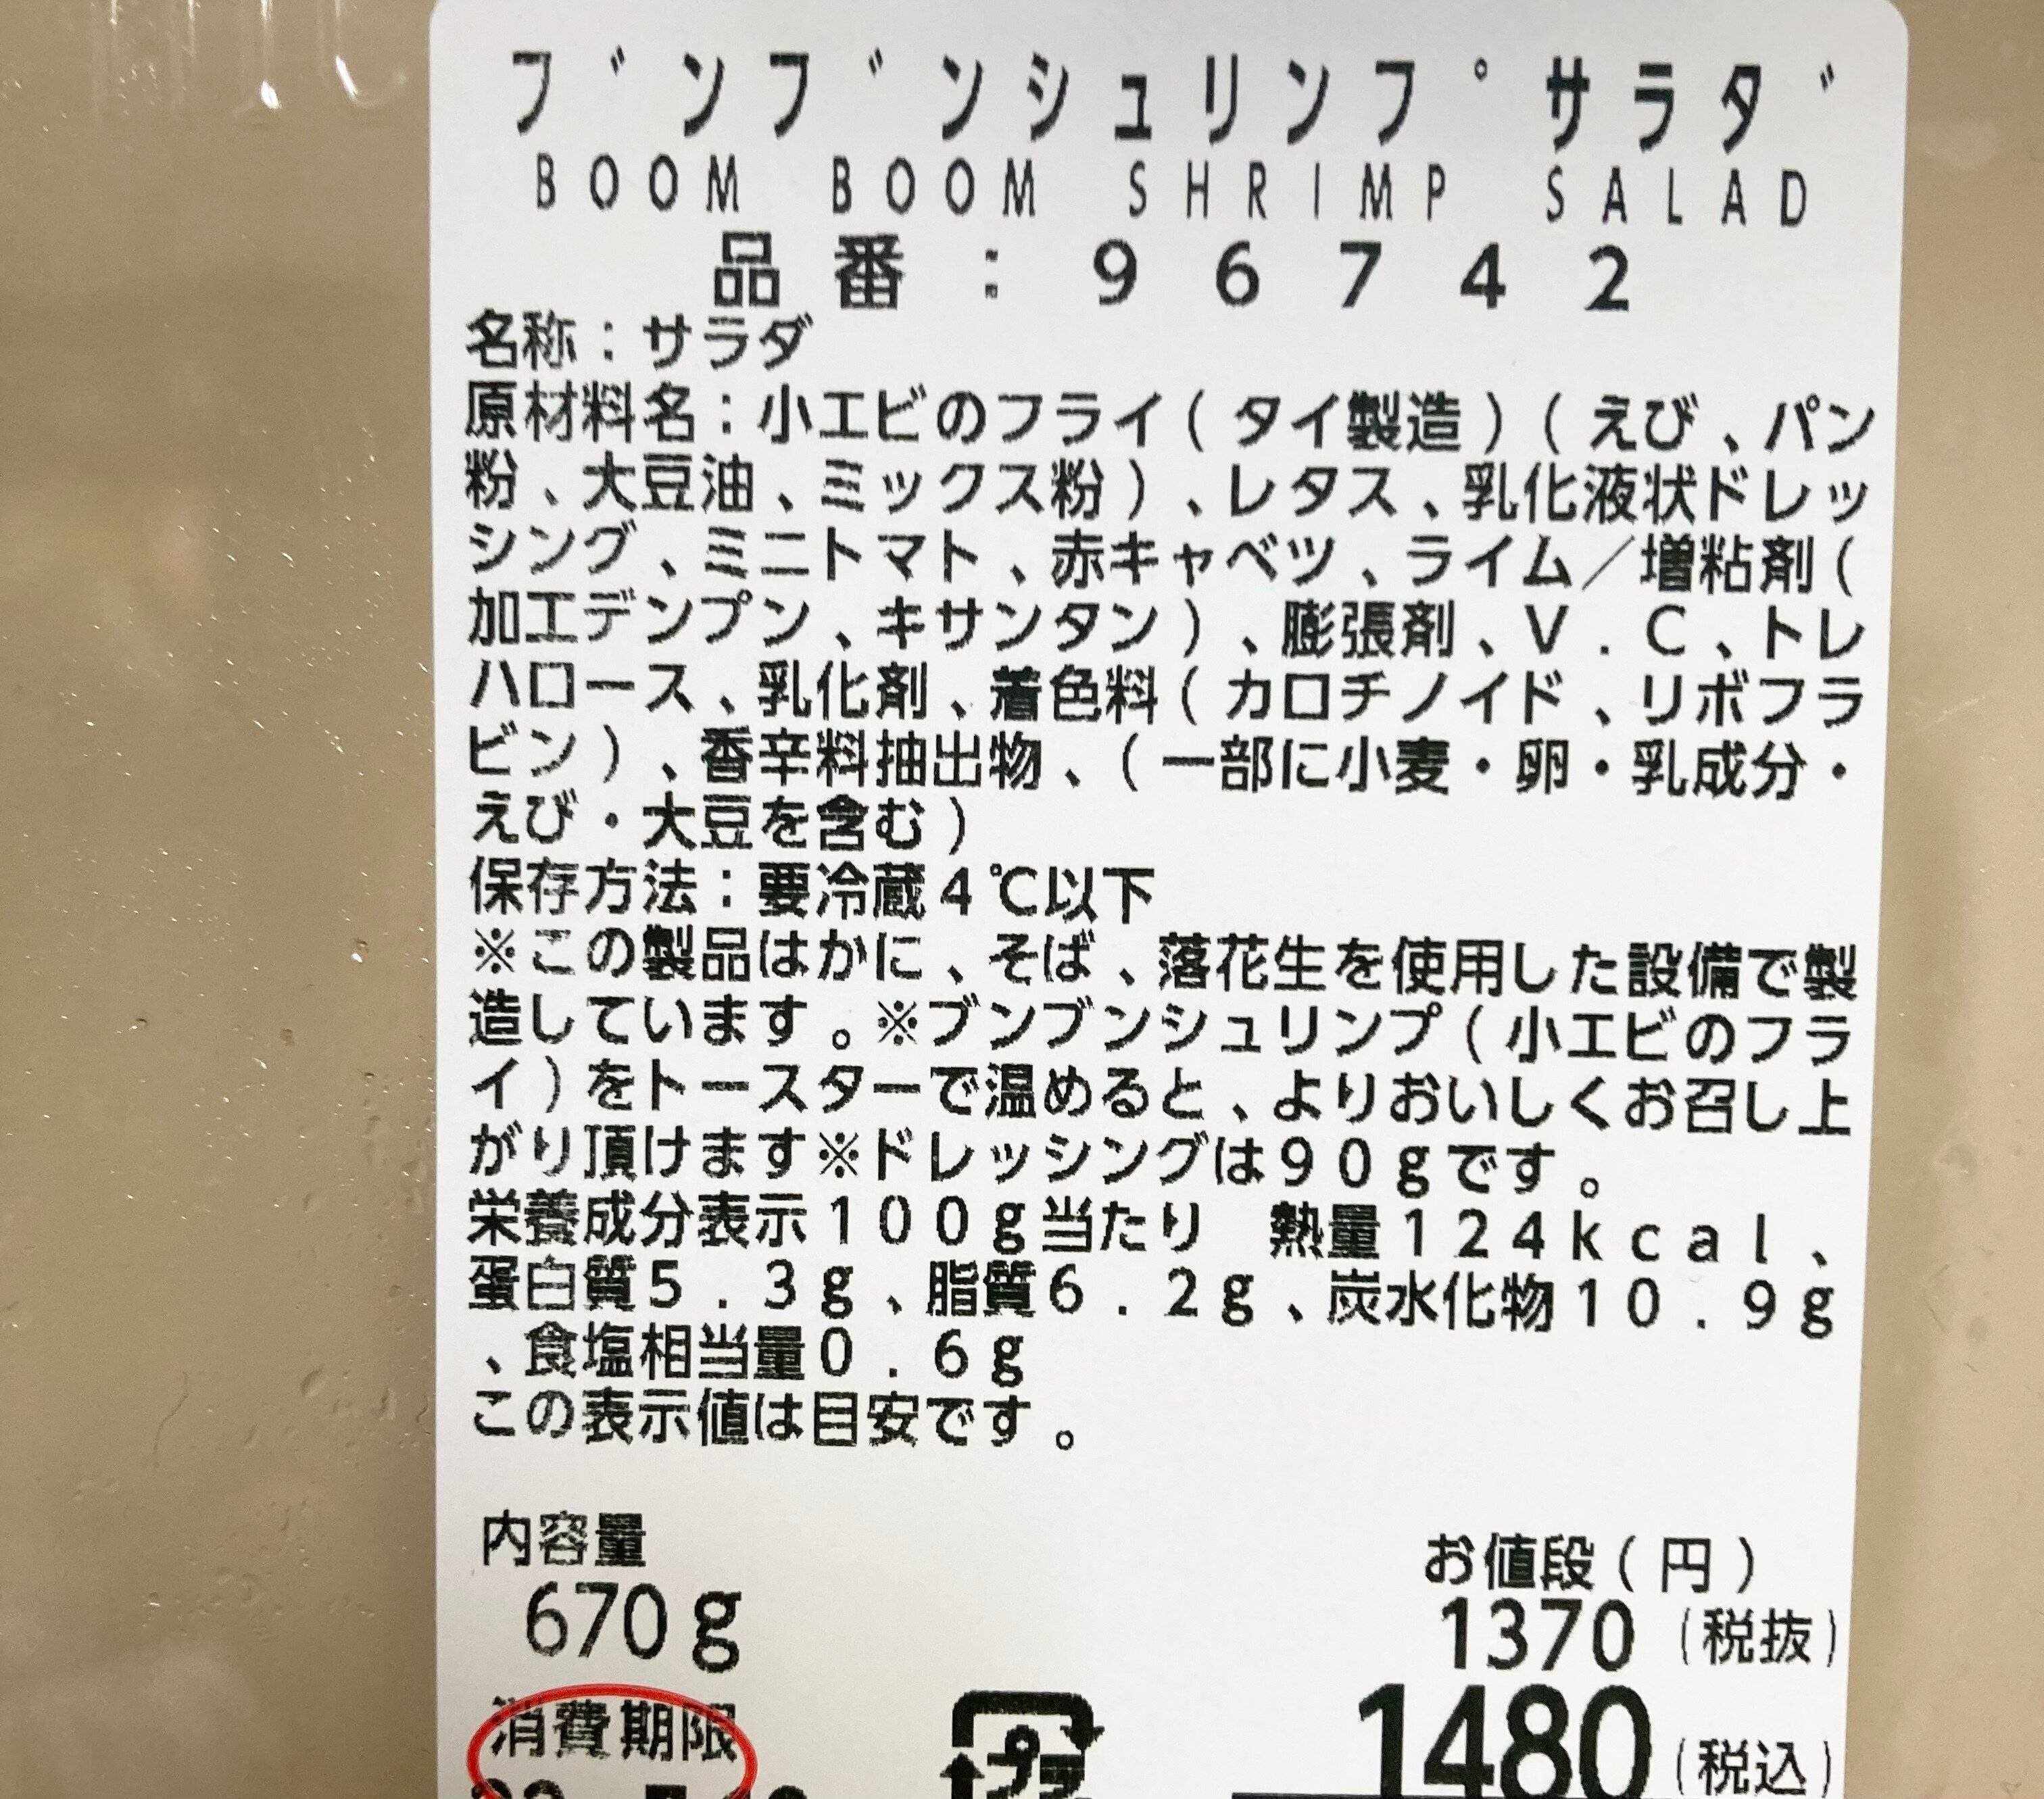 ブンブンシュリンプサラダ
BOOM BOOM SHRIMP SALAD
品番：96742
名称：サラダ
原材料名：小エビのフライ（タイ製造）（えび、パン
粉、大豆油、ミックス粉）、レタス、乳化液状ドレッ
シング、ミニトマト、赤キャベツ、ライム／増粘剤（
加工デンプン、キサンタン）、膨張剤、V．C、トレ
ハロース、乳化剤、着色料（カロチノイド、リボフラ
ビン）、香辛料抽出物、（一部に小麦・卵・乳成分・
えび・大豆を含む）
保存方法：要冷蔵4℃以下
※この製品はかに、そば、落花生を使用した設備で製
造しています。※ブンブンシュリンプ（小エビのフラ
イ）をトースターで温めると、よりおいしくお召し上
がり頂けます※ドレッシングは90gです。
栄養成分表示100g当たり　熱量124kcal、
蛋白質5．3g、脂質6．2g、炭水化物10．9g
、食塩相当量0．6g
この表示値は目安です。
内容量
670g
お値段（円）
1370（税抜）
1480（税込）
消費期限
プラ